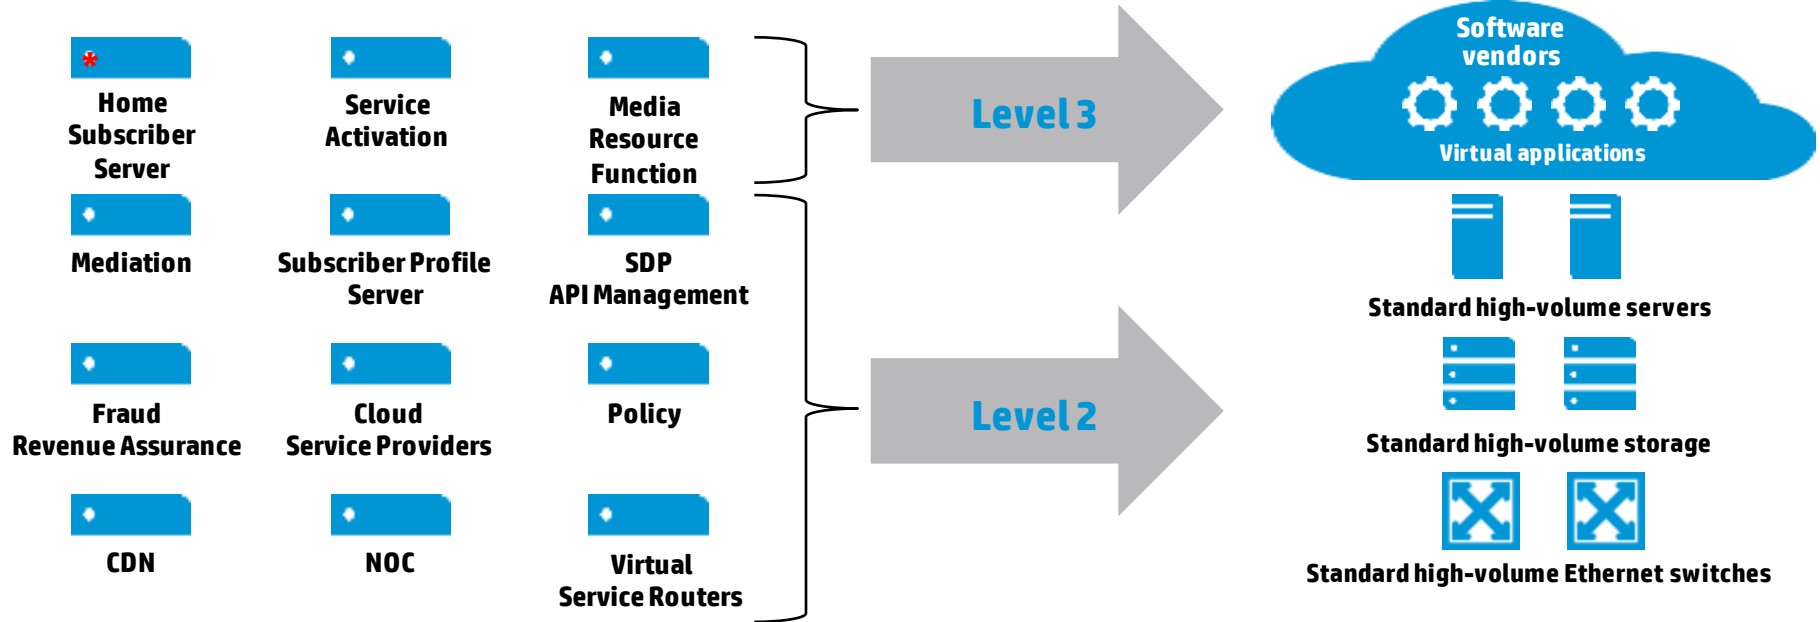 *
Home
Subscriber
Server
Service
Activation
Media
Resource
Function
Mediation
Subscriber Profile
Server
SDP
API Management
Fraud
Revenue Assurance
Cloud
Service Providers
Policy
CDN
NOC
Virtual
Service Routers
Level 3
Level 2
Software
vendors
Virtual applications
Standard high-volume servers
Standard high-volume storage
Standard high-volume Ethernet switches